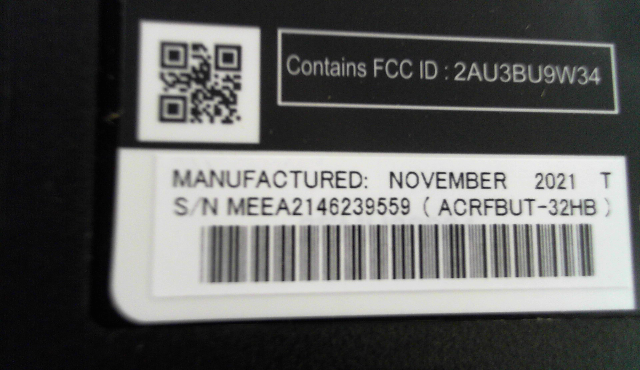 Contains FCC ID : 2AU3BU9W34
MANUFACTURED: NOVEMBER 2021 T
S/N MEEA2146239559 ( ACRFBUT-32HB )